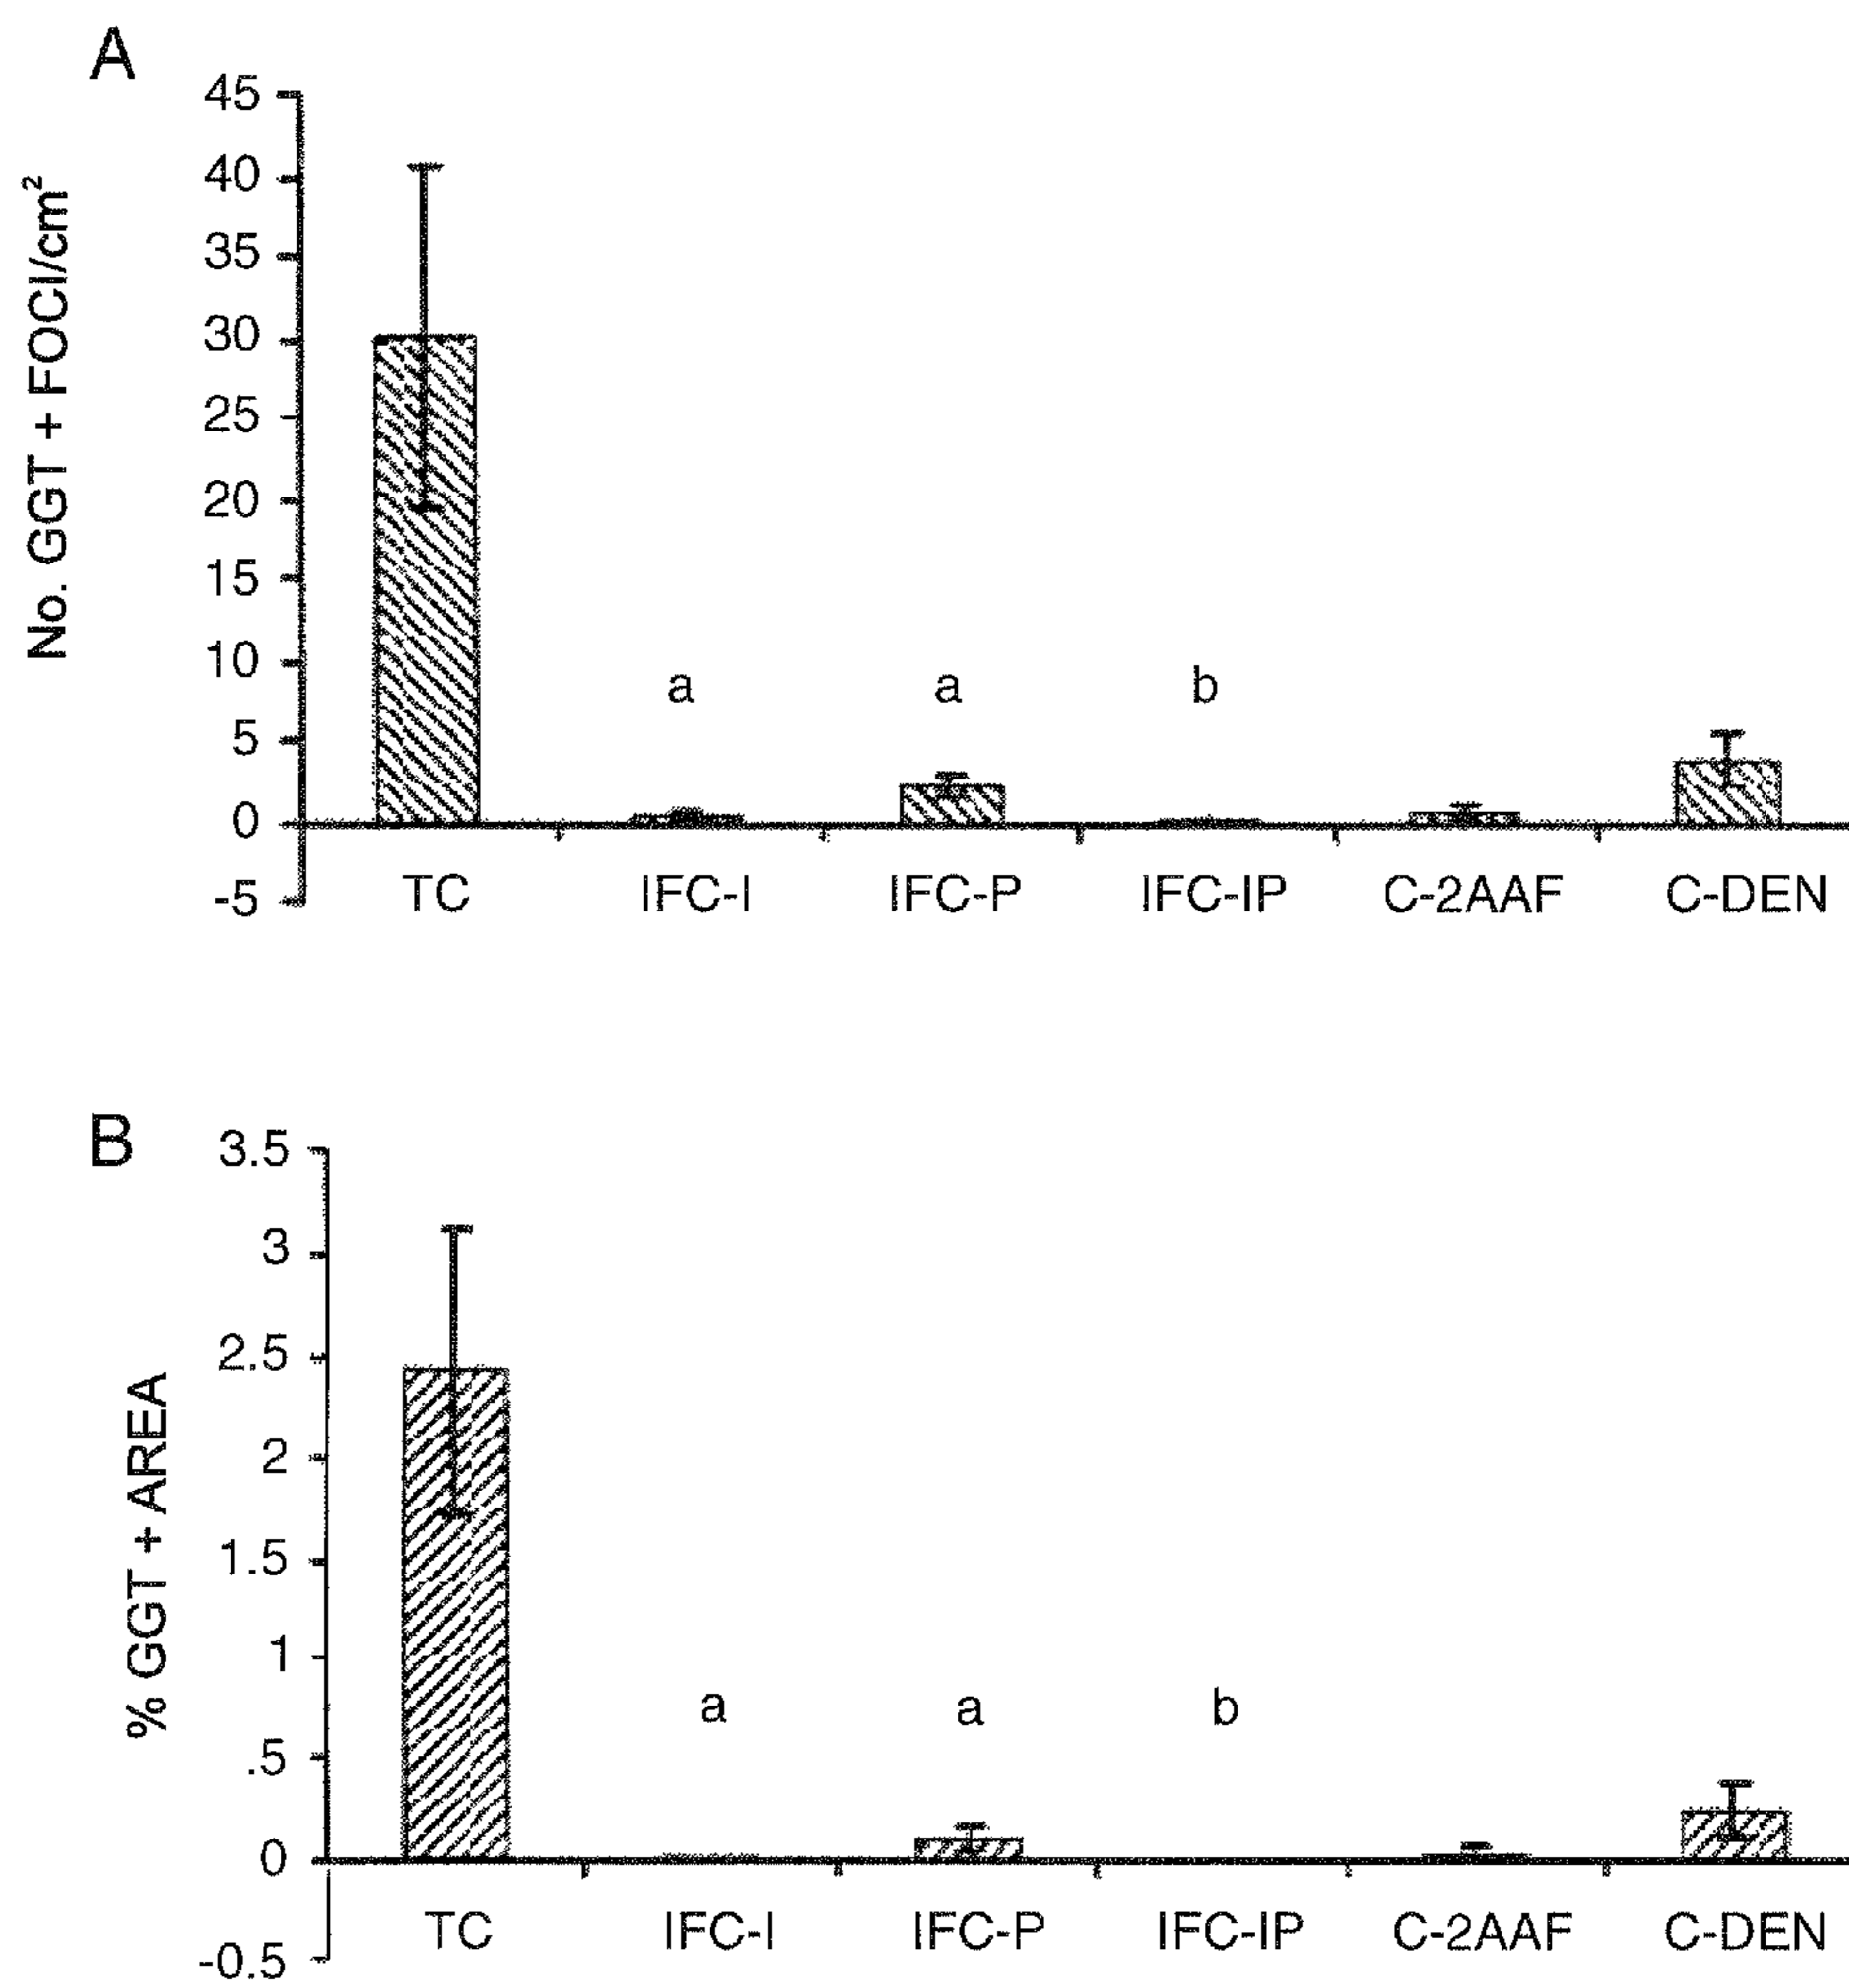 A
No. GGT + FOCI/cm²
45
40
35
30
25
20
15
10
5
0
-5
a a b
TC IFC-I IFC-P IFC-IP C-2AAF C-DEN
B
% GGT + AREA
3.5
3
2.5
2
1.5
1
.5
0
-0.5
a a b
TC IFC-I IFC-P IFC-IP C-2AAF C-DEN